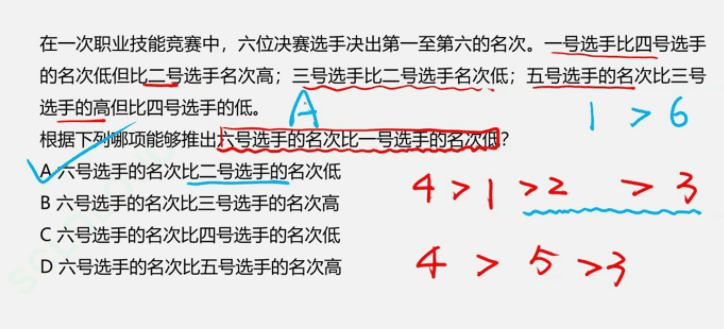 在一次职业技能竞赛中，六位决赛选手决出第一至第六的名次。一号选手比四号选手
的名次低但比二号选手名次高；三号选手比二号选手名次低；五号选手的名次比三号
选手的高但比四号选手的低。
A
1 > 6
根据下列哪项能够推出六号选手的名次比一号选手的名次低？
A 六号选手的名次比二号选手的名次低
B 六号选手的名次比三号选手的名次高
C 六号选手的名次比四号选手的名次低
D 六号选手的名次比五号选手的名次高
4 > 1 > 2 > 3
4 > 5 > 3